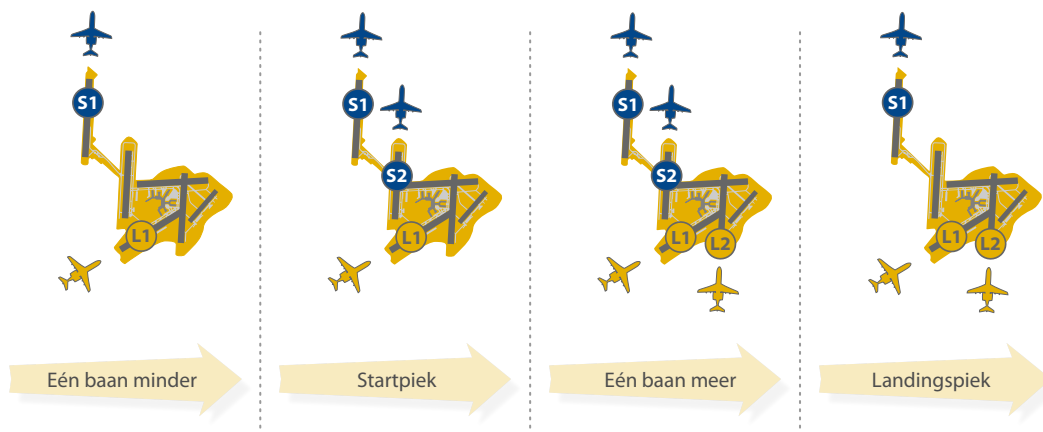 S1
L1
Eén baan minder
S1
S2
L1
Startpiek
S1
S2
L1
L2
Eén baan meer
S1
L1
L2
Landingspiek